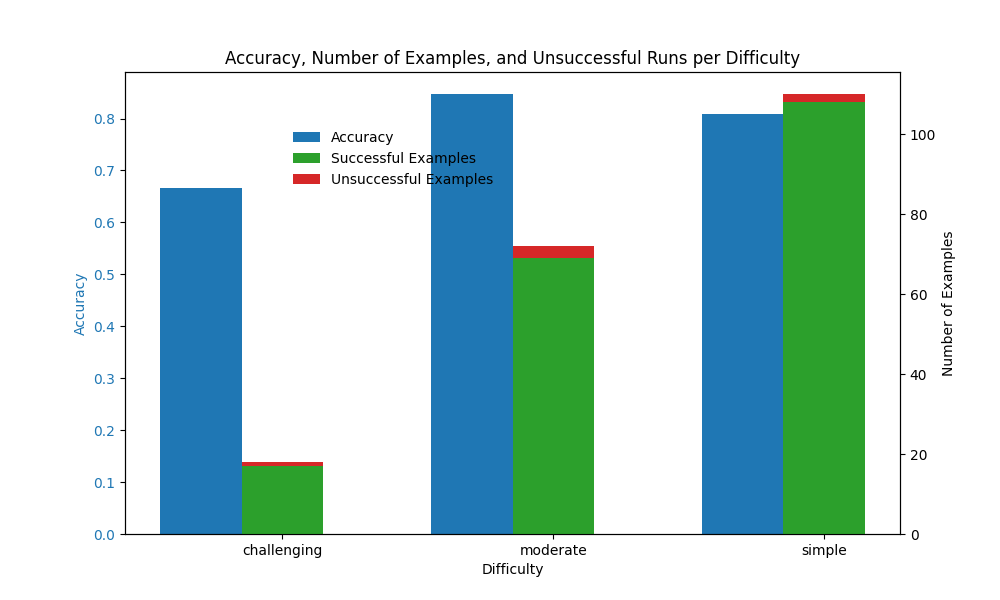 Accuracy, Number of Examples, and Unsuccessful Runs per Difficulty
Accuracy
Successful Examples
Unsuccessful Examples
0.8
0.7
0.6
0.5
0.4
0.3
0.2
0.1
0.0
Accuracy
100
80
60
40
20
0
Number of Examples
challenging
moderate
simple
Difficulty